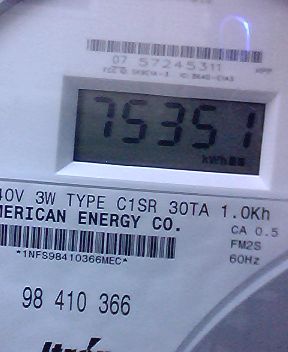 07 57245311
75351
kWh
40V 3W TYPE C1SR 30TA 1.0Kh
MERICAN ENERGY CO.
CA 0.5
FM2S
60Hz
*1NFS98410366MEC*
98 410 366
Itrón